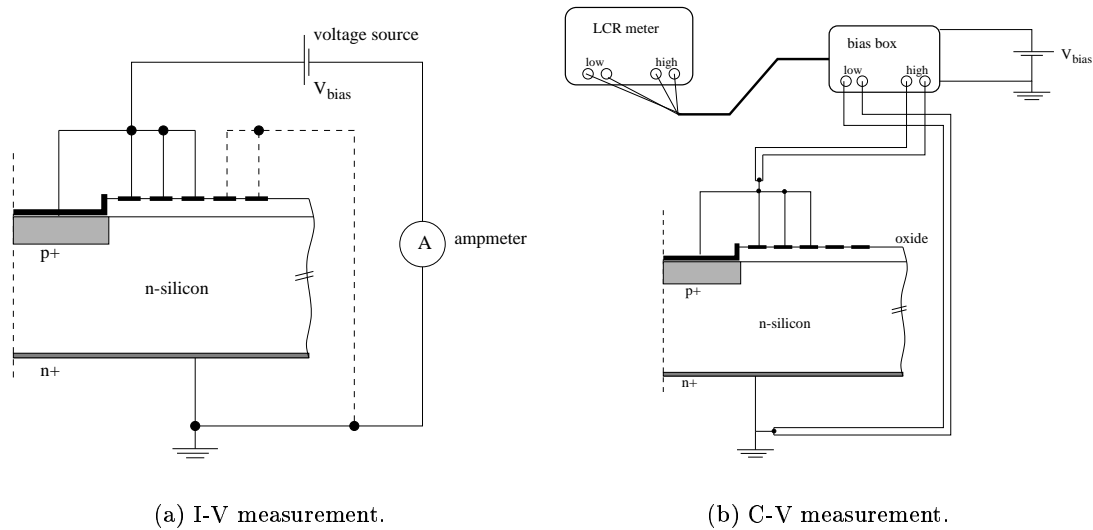 voltage source
V_bias
A
ampmeter
p+
n-silicon
n+
(a) I-V measurement.
LCR meter
low
high
bias box
low
high
V_bias
oxide
p+
n-silicon
n+
(b) C-V measurement.